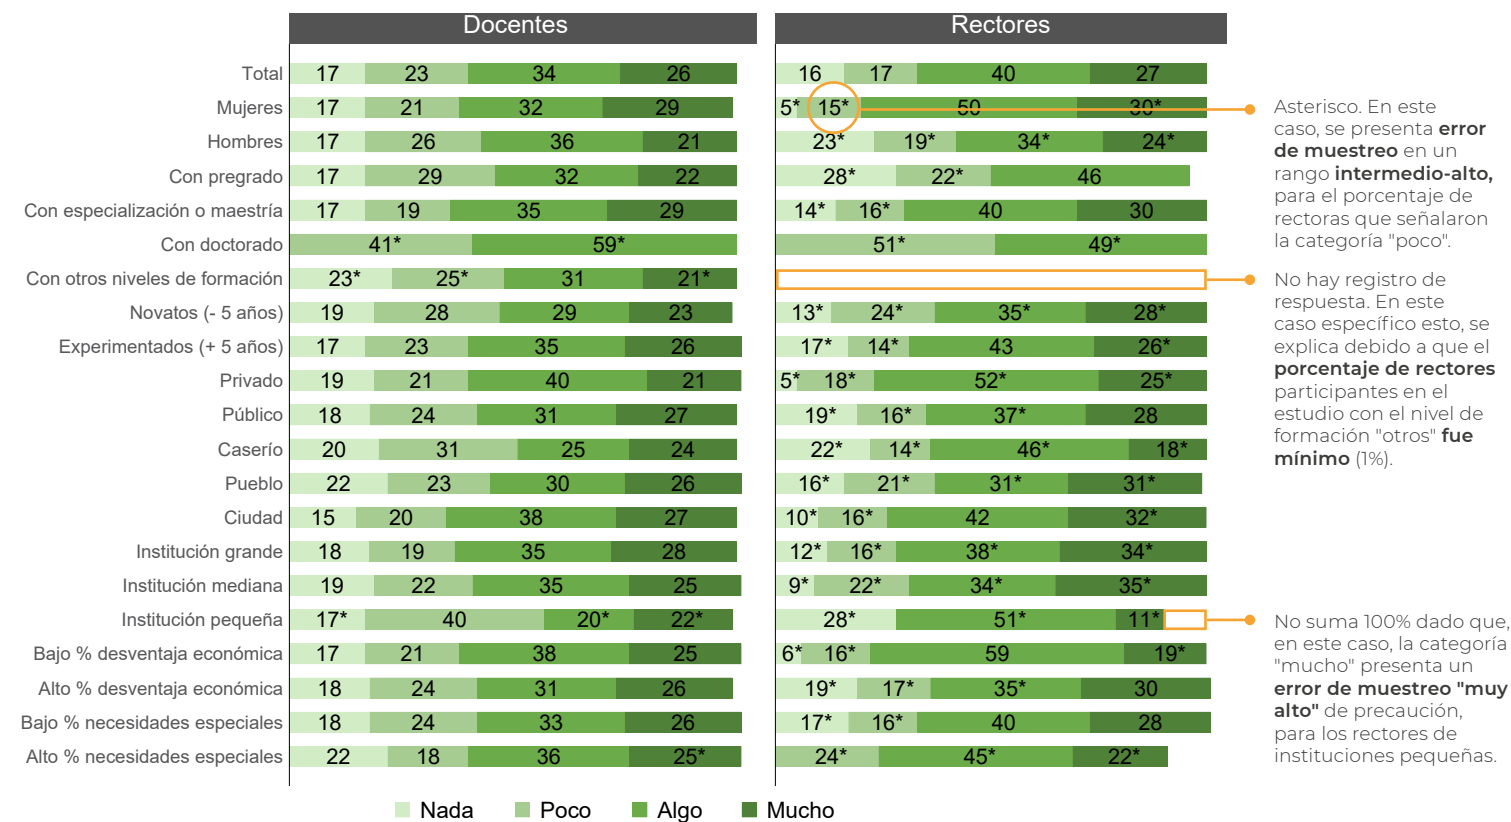 Docentes Rectores
Total 17 23 34 26 16 17 40 27
Mujeres 17 21 32 29 5* 15* 50 30*
Hombres 17 26 36 21 23* 19* 34* 24*
Con pregrado 17 29 32 22 28* 22* 46
Con especialización o maestría 17 19 35 29 14* 16* 40 30
Con doctorado 41* 59* 51* 49*
Con otros niveles de formación 23* 25* 31 21*
Novatos (- 5 años) 19 28 29 23 13* 24* 35* 28*
Experimentados (+ 5 años) 17 23 35 26 17* 14* 43 26*
Privado 19 21 40 21 5* 18* 52* 25*
Público 18 24 31 27 19* 16* 37* 28
Caserío 20 31 25 24 22* 14* 46* 18*
Pueblo 22 23 30 26 16* 21* 31* 31*
Ciudad 15 20 38 27 10* 16* 42 32*
Institución grande 18 19 35 28 12* 16* 38* 34*
Institución mediana 19 22 35 25 9* 22* 34* 35*
Institución pequeña 17* 40 20* 22* 28* 51* 11*
Bajo % desventaja económica 17 21 38 25 6* 16* 59 19*
Alto % desventaja económica 18 24 31 26 19* 17* 35* 30
Bajo % necesidades especiales 18 24 33 26 17* 16* 40 28
Alto % necesidades especiales 22 18 36 25* 24* 45* 22*
Nada Poco Algo Mucho
Asterisco. En este
caso, se presenta error
de muestreo en un
rango intermedio-alto,
para el porcentaje de
rectoras que señalaron
la categoría "poco".
No hay registro de
respuesta. En este
caso específico esto, se
explica debido a que el
porcentaje de rectores
participantes en el
estudio con el nivel de
formación "otros" fue
mínimo (1%).
No suma 100% dado que,
en este caso, la categoría
"mucho" presenta un
error de muestreo "muy
alto" de precaución,
para los rectores de
instituciones pequeñas.